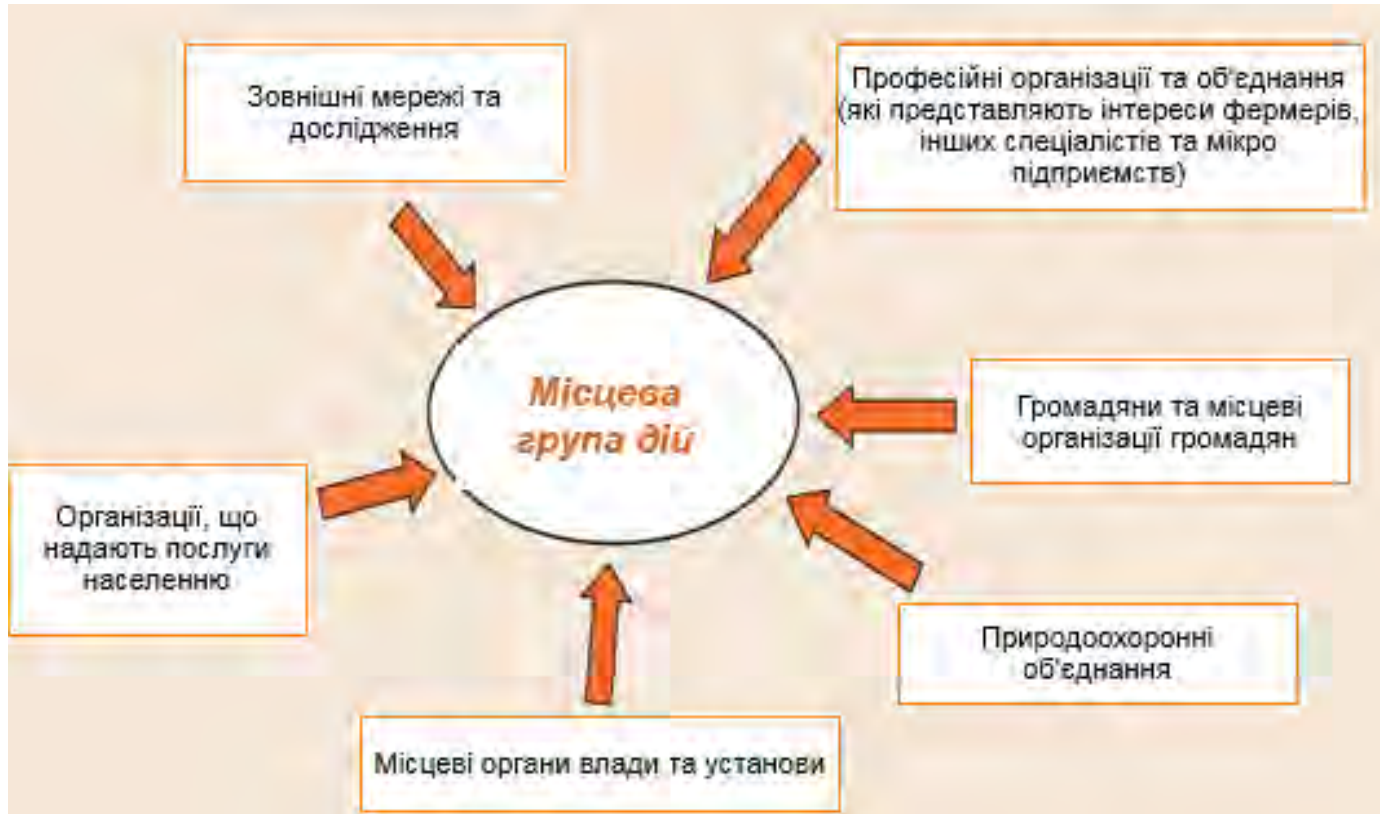 Зовнішні мережі та
дослідження
Професійні організації та об'єднання
(які представляють інтереси фермерів,
інших спеціалістів та мікро
підприємств)
Місцева
група дій
Громадяни та місцеві
організації громадян
Організації, що
надають послуги
населенню
Природоохоронні
об'єднання
Місцеві органи влади та установи